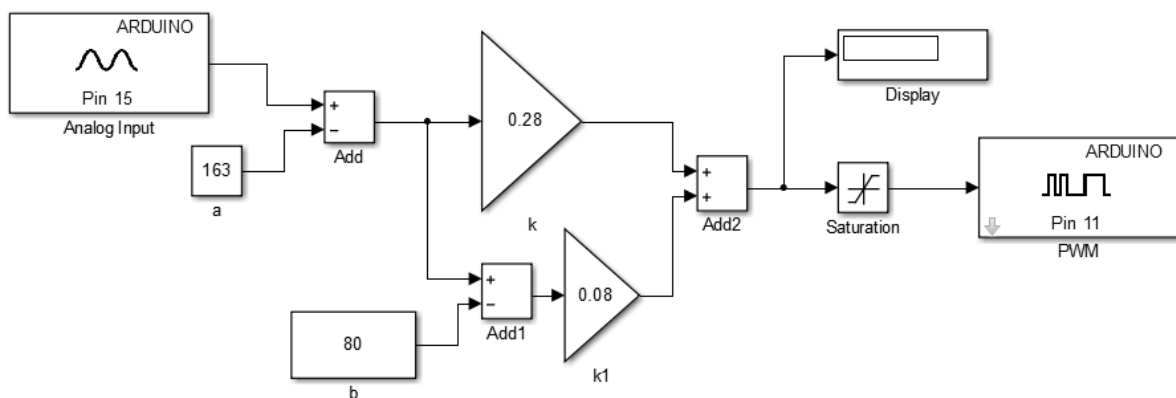 ARDUINO
Pin 15
Analog Input
163
a
+
−
Add
0.28
k
+
−
Add1
80
b
0.08
k1
+
+
Add2
Display
Saturation
ARDUINO
Pin 11
PWM